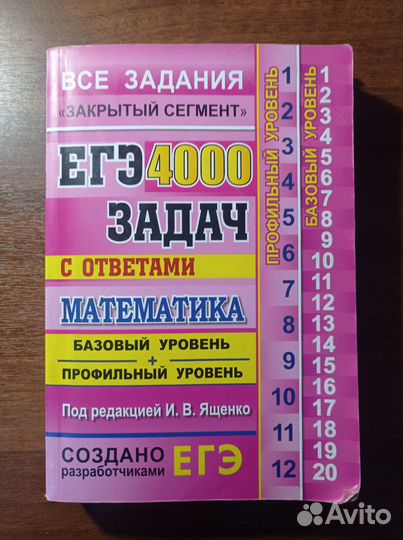 ВСЕ ЗАДАНИЯ
«ЗАКРЫТЫЙ СЕГМЕНТ»
ЕГЭ 4000
ЗАДАЧ
С ОТВЕТАМИ
МАТЕМАТИКА
БАЗОВЫЙ УРОВЕНЬ
+
ПРОФИЛЬНЫЙ УРОВЕНЬ
Под редакцией И. В. Ященко
СОЗДАНО
разработчиками ЕГЭ
ПРОФИЛЬНЫЙ УРОВЕНЬ
1
2
3
4
5
6
7
8
9
10
11
12
БАЗОВЫЙ УРОВЕНЬ
1
2
3
4
5
6
7
8
9
10
11
12
13
14
15
16
17
18
19
20
Avito